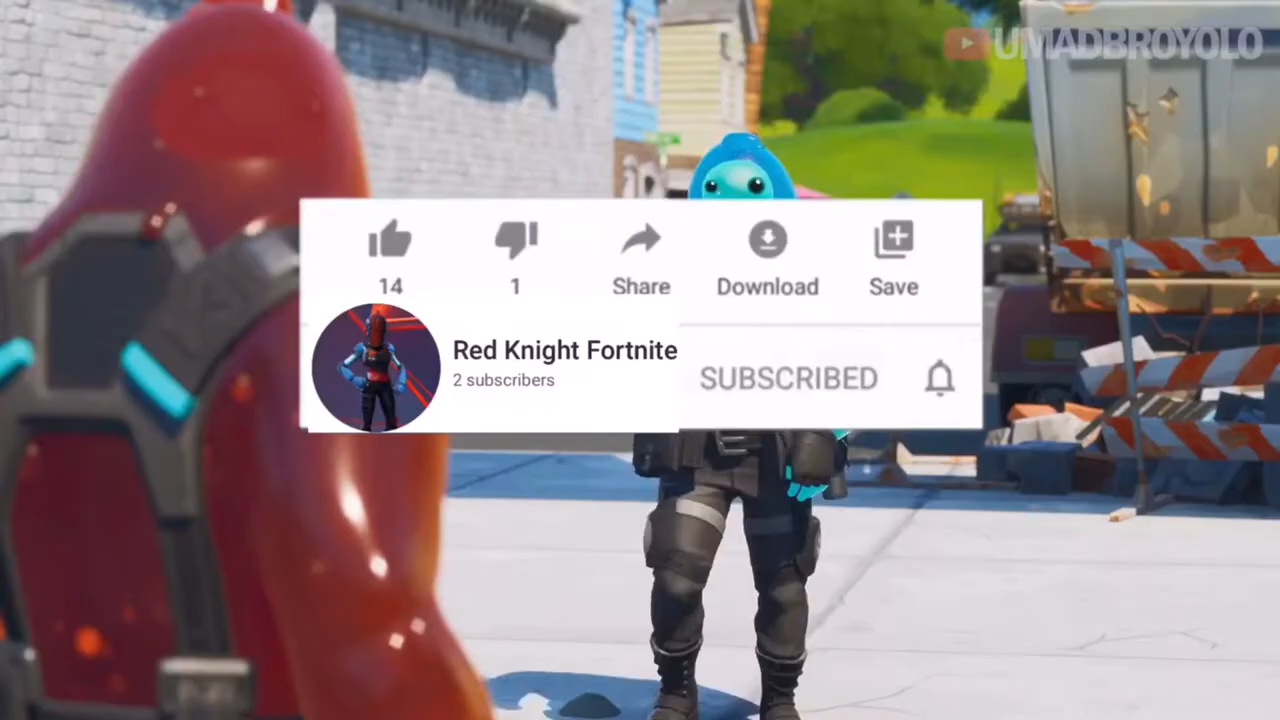 UMADBROYOLO
14
1
Share
Download
Save
Red Knight Fortnite
2 subscribers
SUBSCRIBED